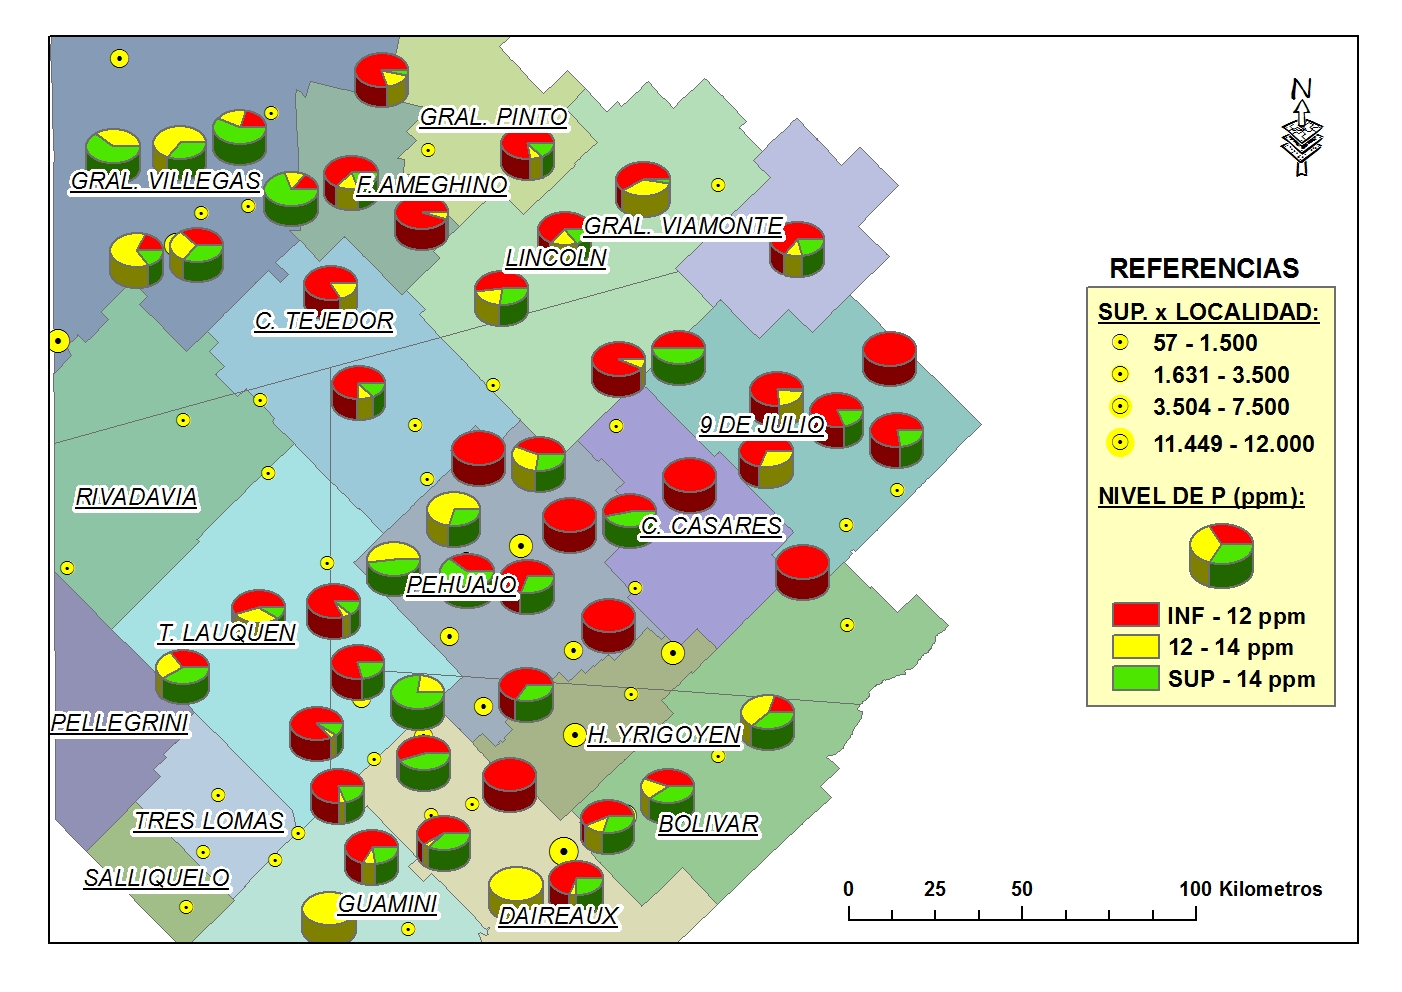 GRAL. PINTO
GRAL. VILLEGAS
F. AMEGHINO
GRAL. VIAMONTE
LINCOLN
C. TEJEDOR
9 DE JULIO
RIVADAVIA
C. CASARES
PEHUAJO
T. LAUQUEN
PELLEGRINI
H. YRIGOYEN
TRES LOMAS
BOLIVAR
SALLIQUELO
GUAMINI
DAIREAUX
N
REFERENCIAS
SUP. x LOCALIDAD:
57 - 1.500
1.631 - 3.500
3.504 - 7.500
11.449 - 12.000
NIVEL DE P (ppm):
INF - 12 ppm
12 - 14 ppm
SUP - 14 ppm
0 25 50 100 Kilometros